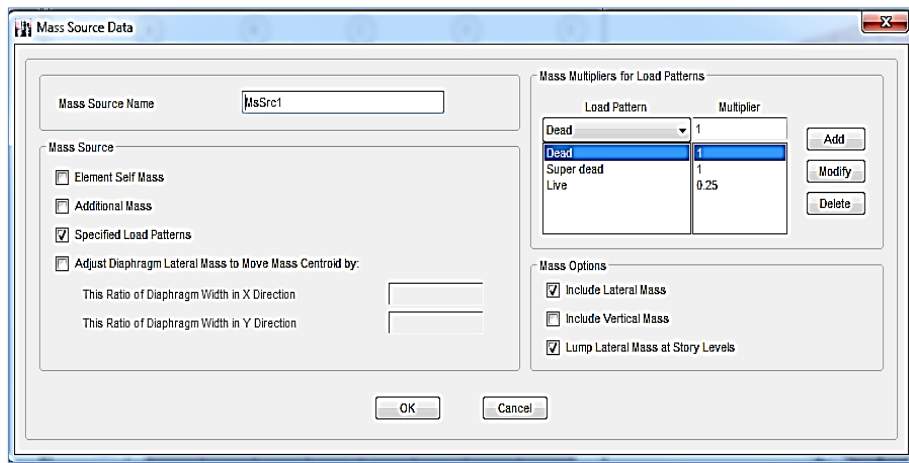 Mass Source Data
Mass Source Name
MsSrc1
Mass Source
Element Self Mass
Additional Mass
Specified Load Patterns
Adjust Diaphragm Lateral Mass to Move Mass Centroid by:
This Ratio of Diaphragm Width in X Direction
This Ratio of Diaphragm Width in Y Direction
Mass Multipliers for Load Patterns
Load Pattern Multiplier
Dead 1
Dead 1
Super dead 1
Live 0.25
Add
Modify
Delete
Mass Options
Include Lateral Mass
Include Vertical Mass
Lump Lateral Mass at Story Levels
OK Cancel